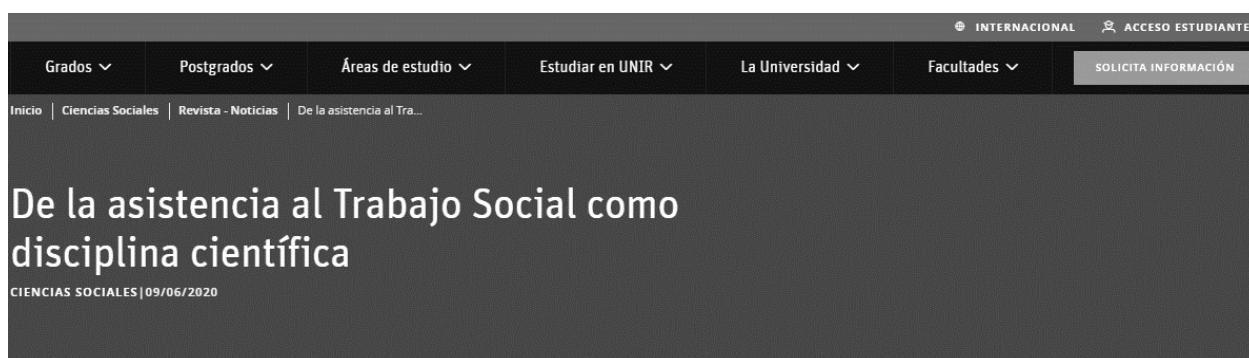 INTERNACIONAL ACCESO ESTUDIANTE
Grados Postgrados Áreas de estudio Estudiar en UNIR La Universidad Facultades SOLICITA INFORMACIÓN
Inicio | Ciencias Sociales | Revista - Noticias | De la asistencia al Tra...
De la asistencia al Trabajo Social como
disciplina científica
CIENCIAS SOCIALES|09/06/2020